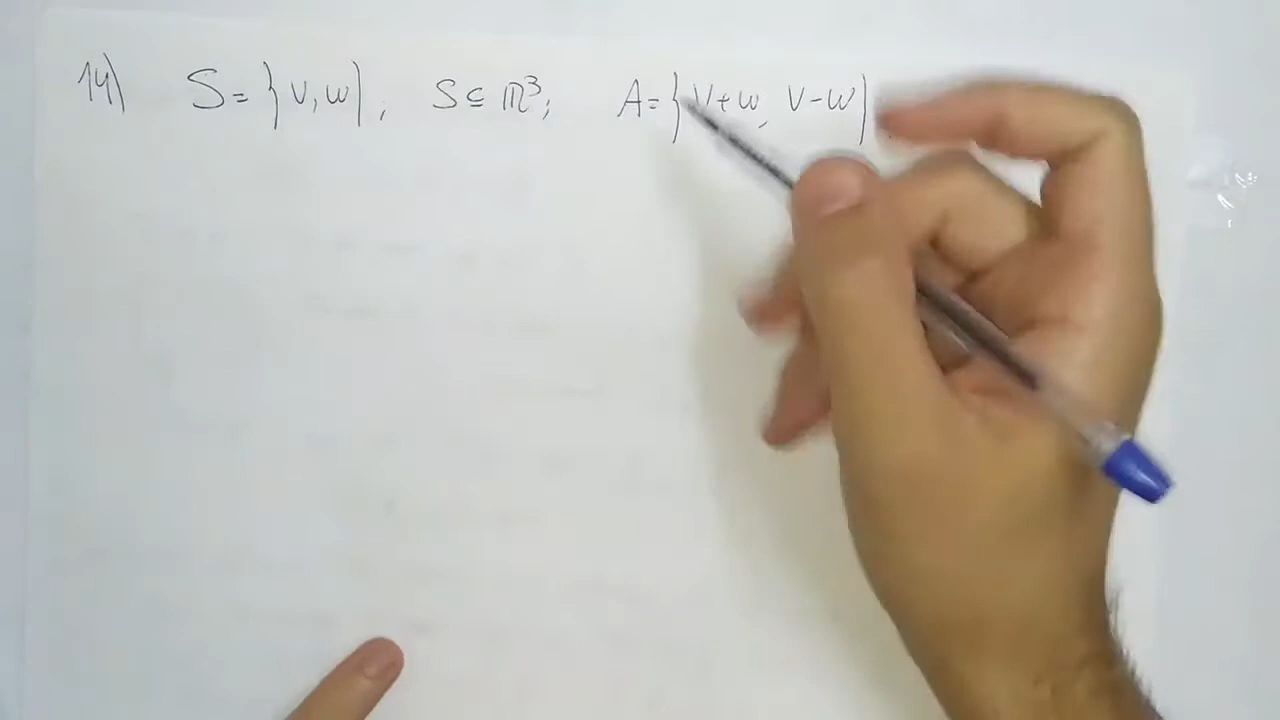 14) S = {v, w}, S ⊆ ℝ³; A = {v+w, v-w}